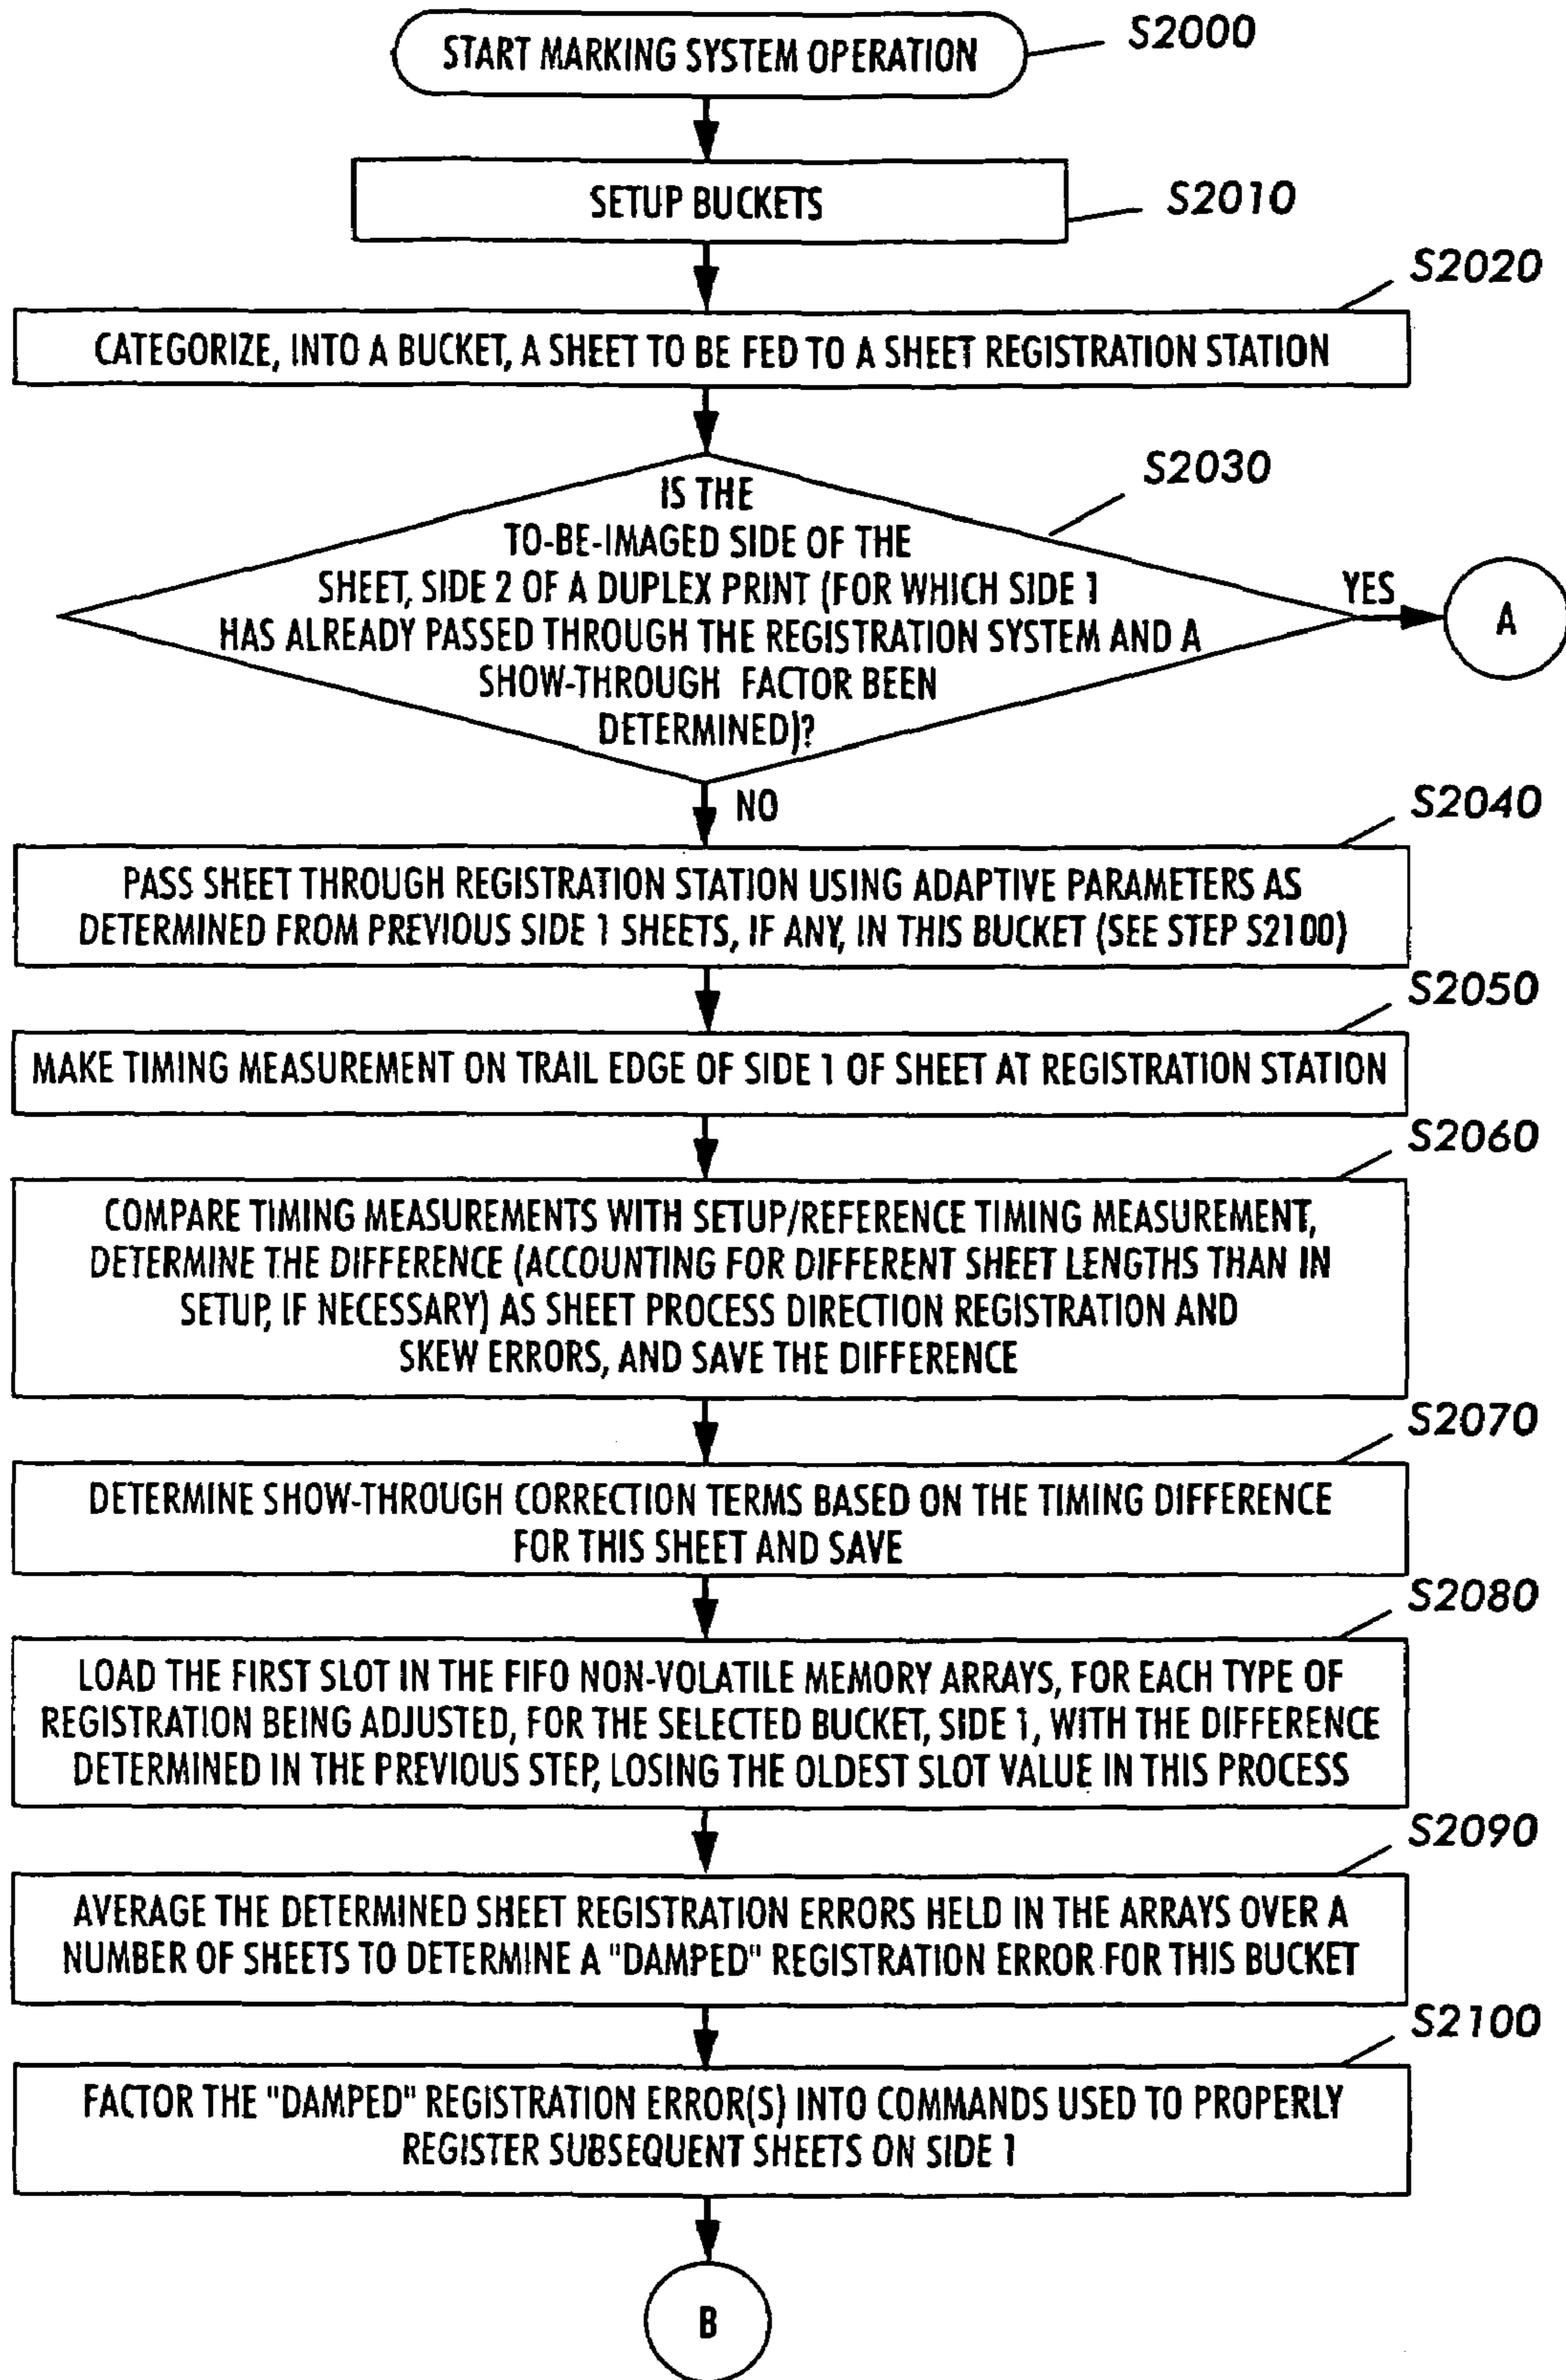 START MARKING SYSTEM OPERATION
S2000
SETUP BUCKETS
S2010
S2020
CATEGORIZE, INTO A BUCKET, A SHEET TO BE FED TO A SHEET REGISTRATION STATION
S2030
IS THE
TO-BE-IMAGED SIDE OF THE
SHEET, SIDE 2 OF A DUPLEX PRINT (FOR WHICH SIDE 1
HAS ALREADY PASSED THROUGH THE REGISTRATION SYSTEM AND A
SHOW-THROUGH FACTOR BEEN
DETERMINED)?
YES
A
NO
S2040
PASS SHEET THROUGH REGISTRATION STATION USING ADAPTIVE PARAMETERS AS
DETERMINED FROM PREVIOUS SIDE 1 SHEETS, IF ANY, IN THIS BUCKET (SEE STEP S2100)
S2050
MAKE TIMING MEASUREMENT ON TRAIL EDGE OF SIDE 1 OF SHEET AT REGISTRATION STATION
S2060
COMPARE TIMING MEASUREMENTS WITH SETUP/REFERENCE TIMING MEASUREMENT,
DETERMINE THE DIFFERENCE (ACCOUNTING FOR DIFFERENT SHEET LENGTHS THAN IN
SETUP, IF NECESSARY) AS SHEET PROCESS DIRECTION REGISTRATION AND
SKEW ERRORS, AND SAVE THE DIFFERENCE
S2070
DETERMINE SHOW-THROUGH CORRECTION TERMS BASED ON THE TIMING DIFFERENCE
FOR THIS SHEET AND SAVE
S2080
LOAD THE FIRST SLOT IN THE FIFO NON-VOLATILE MEMORY ARRAYS, FOR EACH TYPE OF
REGISTRATION BEING ADJUSTED, FOR THE SELECTED BUCKET, SIDE 1, WITH THE DIFFERENCE
DETERMINED IN THE PREVIOUS STEP, LOSING THE OLDEST SLOT VALUE IN THIS PROCESS
S2090
AVERAGE THE DETERMINED SHEET REGISTRATION ERRORS HELD IN THE ARRAYS OVER A
NUMBER OF SHEETS TO DETERMINE A "DAMPED" REGISTRATION ERROR FOR THIS BUCKET
S2100
FACTOR THE "DAMPED" REGISTRATION ERROR(S) INTO COMMANDS USED TO PROPERLY
REGISTER SUBSEQUENT SHEETS ON SIDE 1
B